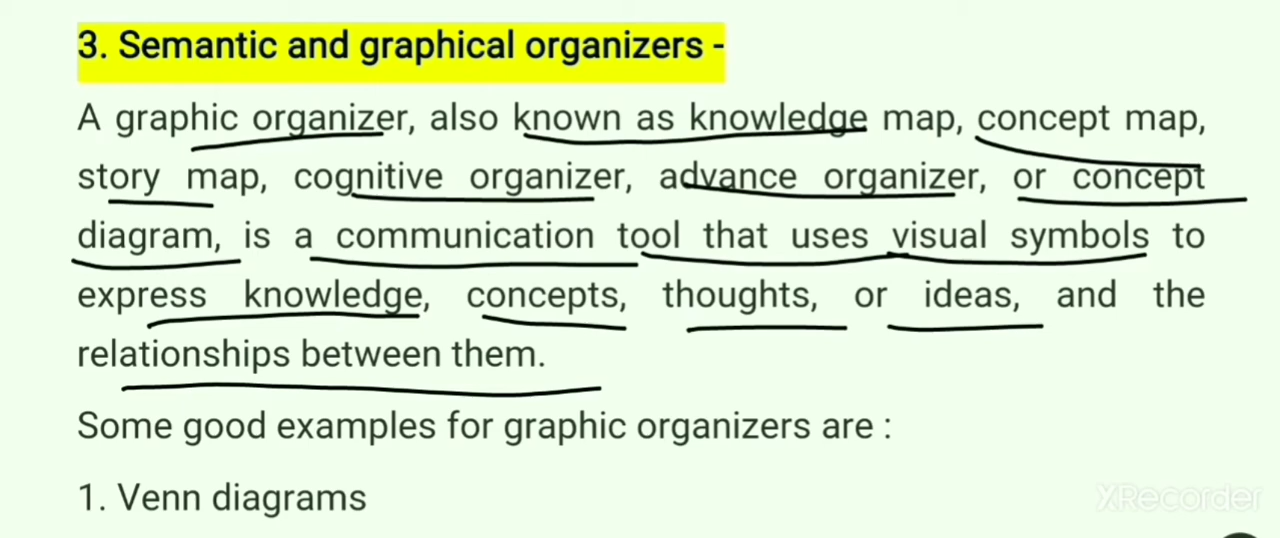 3. Semantic and graphical organizers -
A graphic organizer, also known as knowledge map, concept map,
story map, cognitive organizer, advance organizer, or concept
diagram, is a communication tool that uses visual symbols to
express knowledge, concepts, thoughts, or ideas, and the
relationships between them.
Some good examples for graphic organizers are :
1. Venn diagrams
XRecorder